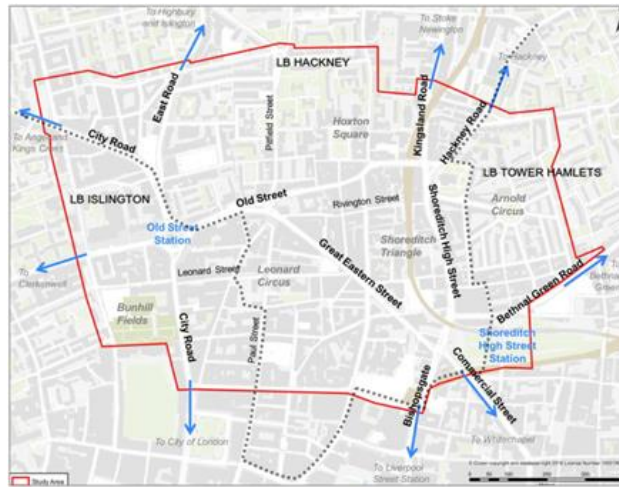 To Highbury
and Islington
To Stoke
Newington
LB HACKNEY
To Hackney
East Road
Pitfield Street
Hoxton
Square
Kingsland Road
Hackney Road
To Angel and
Kings Cross
City Road
LB ISLINGTON
Old Street
Rivington Street
LB TOWER HAMLETS
Arnold
Circus
Old Street
Station
Shoreditch High Street
Shoreditch
Triangle
Great Eastern Street
Leonard Street
Leonard
Circus
To
Clerkenwell
Bunhill
Fields
City Road
Paul Street
Bethnal Green Road
To
Bethnal
Green
Shoreditch
High Street
Station
Bishopsgate
Commercial Street
To City of London
To Whitechapel
To Liverpool
Street Station
Study Area